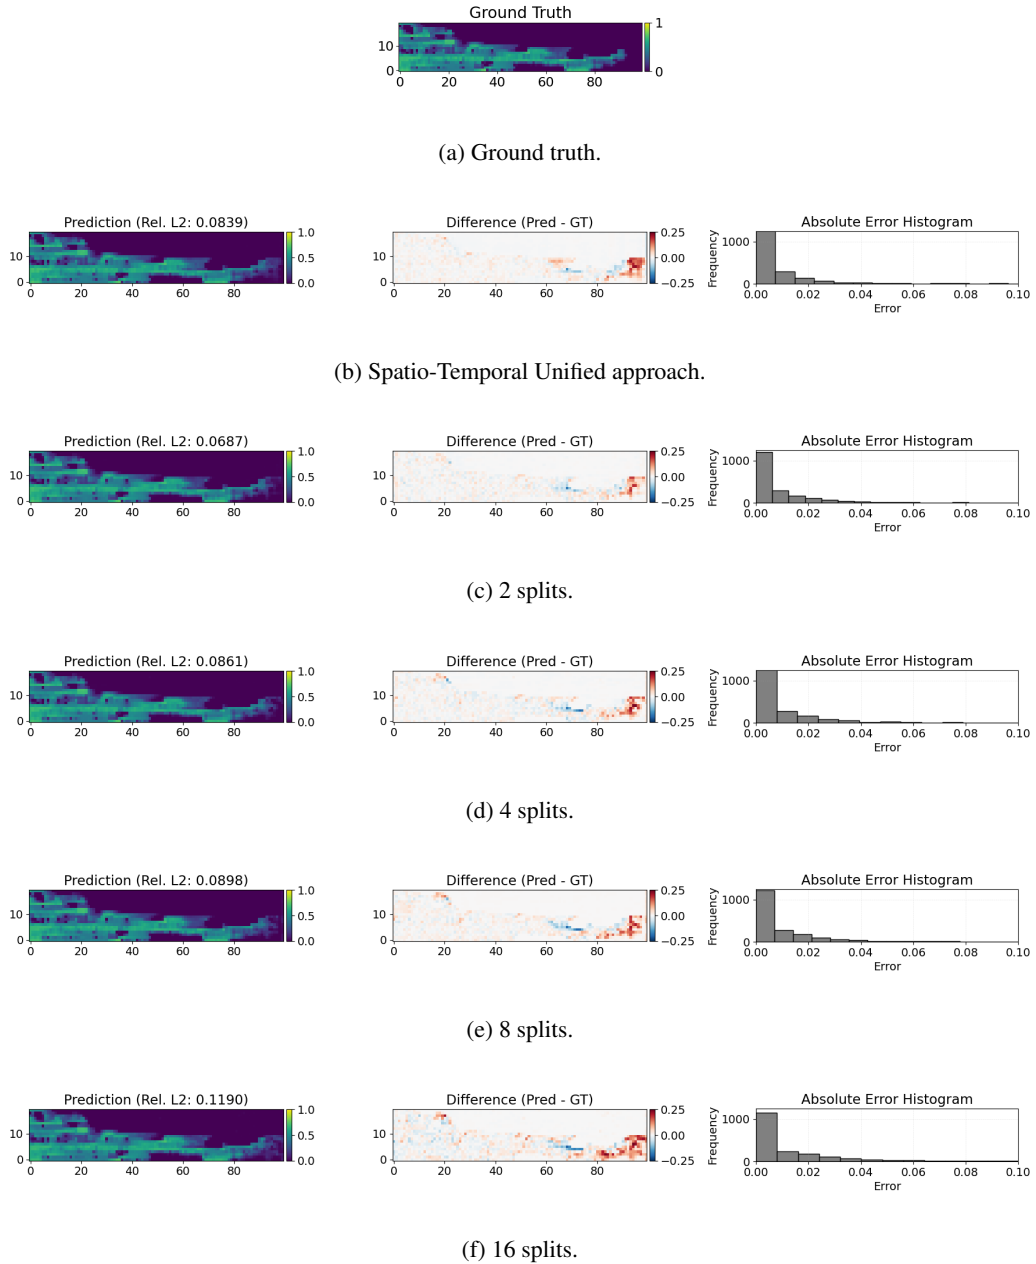 Ground Truth
1
10
0
0
0 20 40 60 80
(a) Ground truth.
Prediction (Rel. L2: 0.0839) Difference (Pred - GT) Absolute Error Histogram
1.0 0.25
10 0.5 10 0.00 Frequency 1000
0 0.0 0 −0.25 0
0 20 40 60 80 0 20 40 60 80 0.00 0.02 0.04 0.06 0.08 0.10
Error
(b) Spatio-Temporal Unified approach.
Prediction (Rel. L2: 0.0687) Difference (Pred - GT) Absolute Error Histogram
1.0 0.25
10 0.5 10 0.00 Frequency 1000
0 0.0 0 −0.25 0
0 20 40 60 80 0 20 40 60 80 0.00 0.02 0.04 0.06 0.08 0.10
Error
(c) 2 splits.
Prediction (Rel. L2: 0.0861) Difference (Pred - GT) Absolute Error Histogram
1.0 0.25
10 0.5 10 0.00 Frequency 1000
0 0.0 0 −0.25 0
0 20 40 60 80 0 20 40 60 80 0.00 0.02 0.04 0.06 0.08 0.10
Error
(d) 4 splits.
Prediction (Rel. L2: 0.0898) Difference (Pred - GT) Absolute Error Histogram
1.0 0.25
10 0.5 10 0.00 Frequency 1000
0 0.0 0 −0.25 0
0 20 40 60 80 0 20 40 60 80 0.00 0.02 0.04 0.06 0.08 0.10
Error
(e) 8 splits.
Prediction (Rel. L2: 0.1190) Difference (Pred - GT) Absolute Error Histogram
1.0 0.25
10 0.5 10 0.00 Frequency 1000
0 0.0 0 −0.25 0
0 20 40 60 80 0 20 40 60 80 0.00 0.02 0.04 0.06 0.08 0.10
Error
(f) 16 splits.